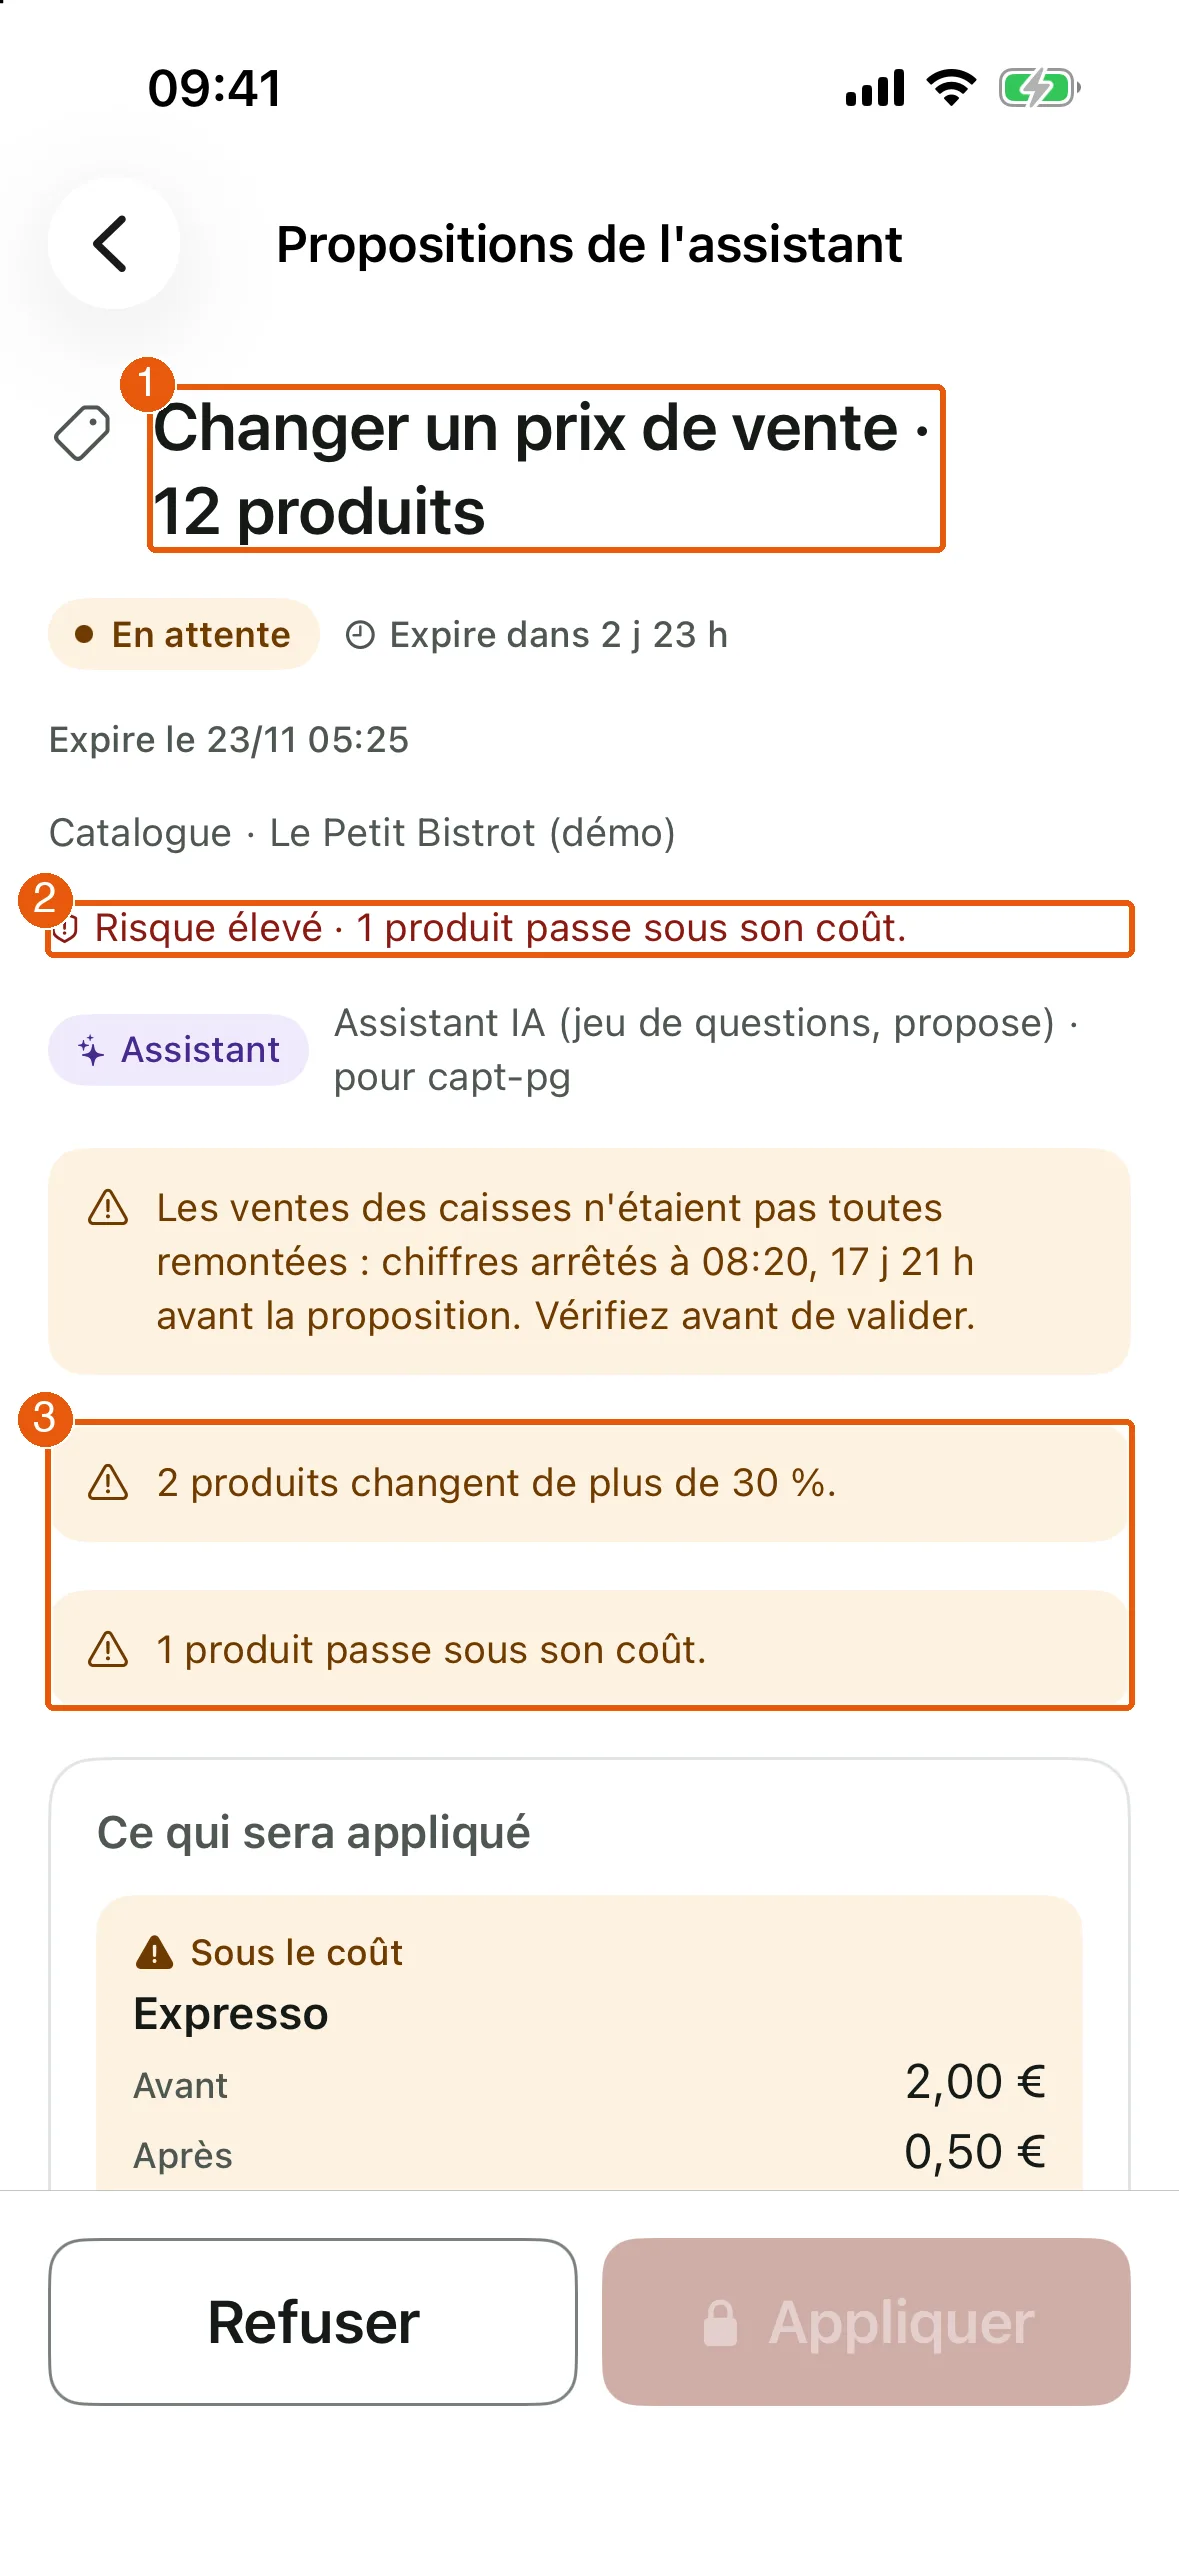 09:41
Propositions de l'assistant
1
Changer un prix de vente ·
12 produits
En attente
Expire dans 2 j 23 h
Expire le 23/11 05:25
Catalogue · Le Petit Bistrot (démo)
2
Risque élevé · 1 produit passe sous son coût.
Assistant
Assistant IA (jeu de questions, propose) ·
pour capt-pg
Les ventes des caisses n'étaient pas toutes
remontées : chiffres arrêtés à 08:20, 17 j 21 h
avant la proposition. Vérifiez avant de valider.
3
2 produits changent de plus de 30 %.
1 produit passe sous son coût.
Ce qui sera appliqué
Sous le coût
Expresso
Avant 2,00 €
Après 0,50 €
Refuser
Appliquer